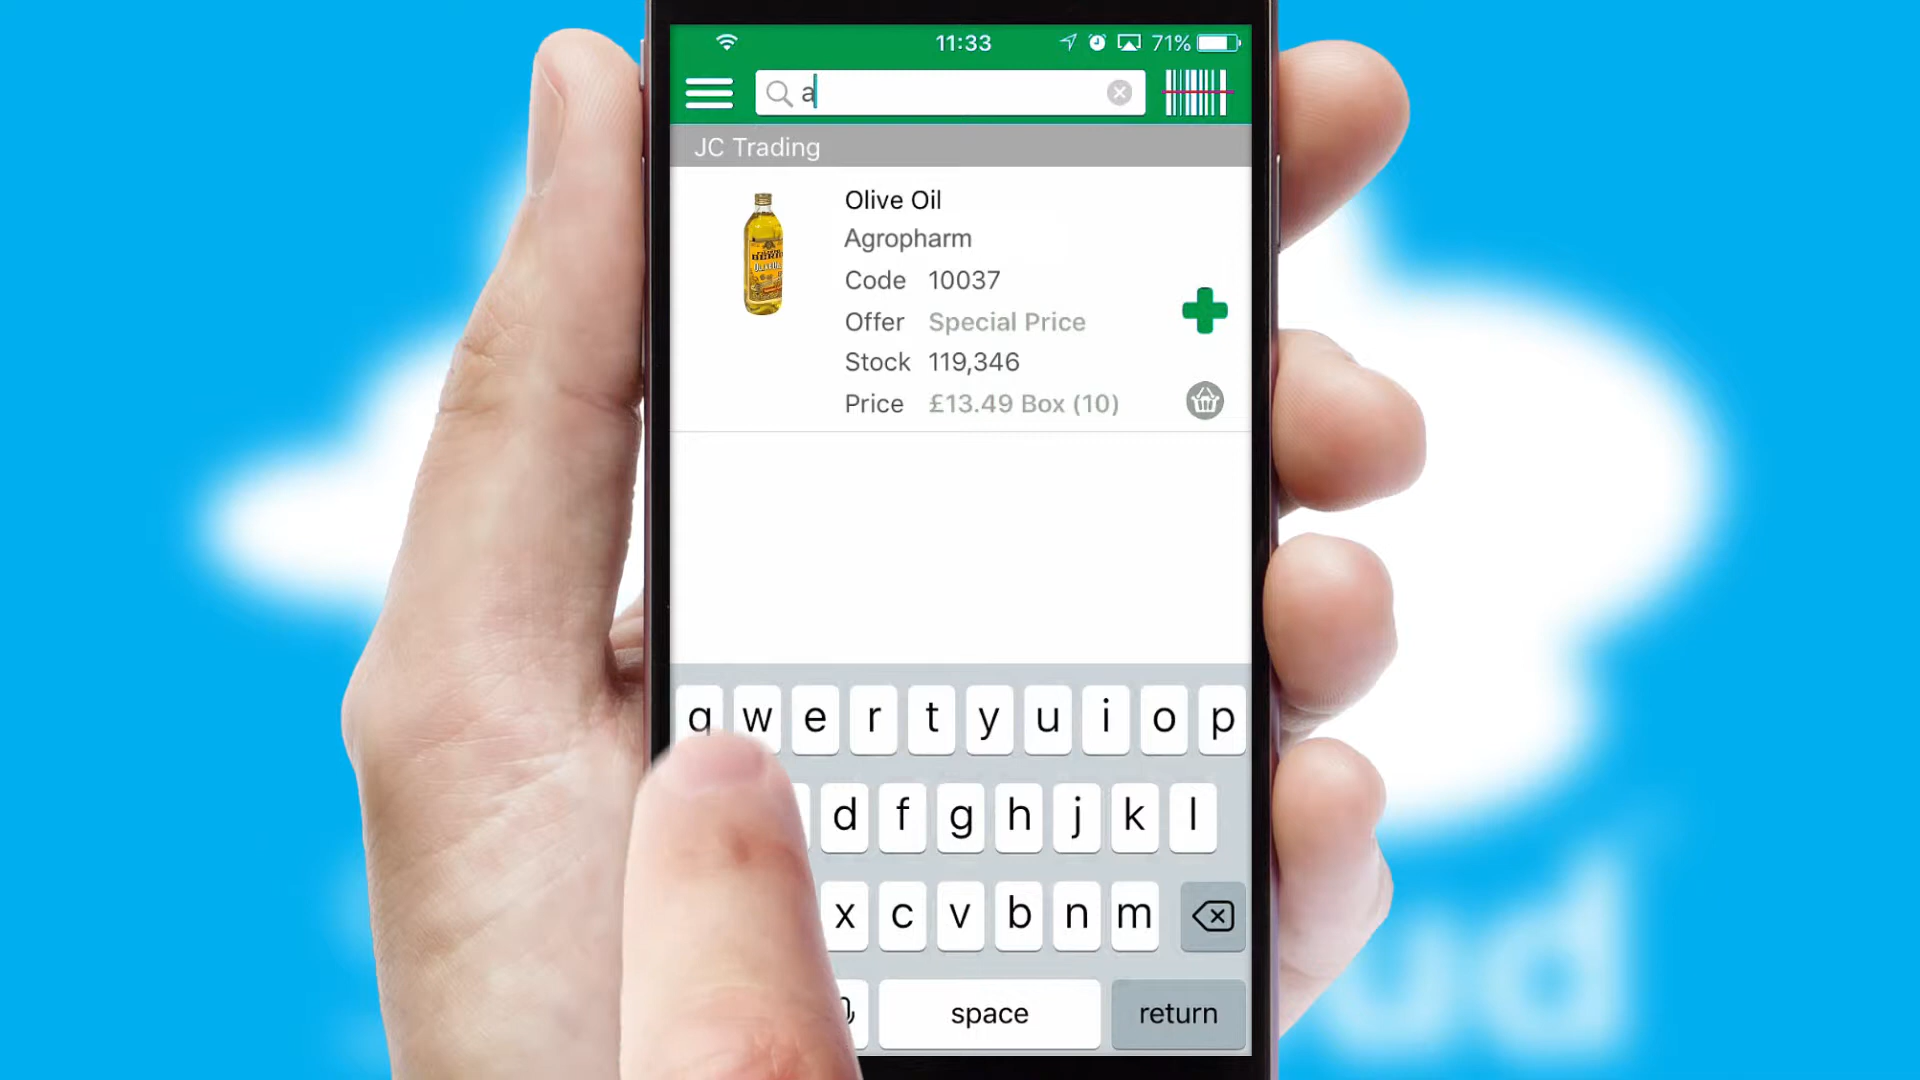 11:33
71%
a
JC Trading
Olive Oil
Agropharm
Code 10037
Offer Special Price
Stock 119,346
Price £13.49 Box (10)
q w e r t y u i o p
d f g h j k l
x c v b n m
space return
ud